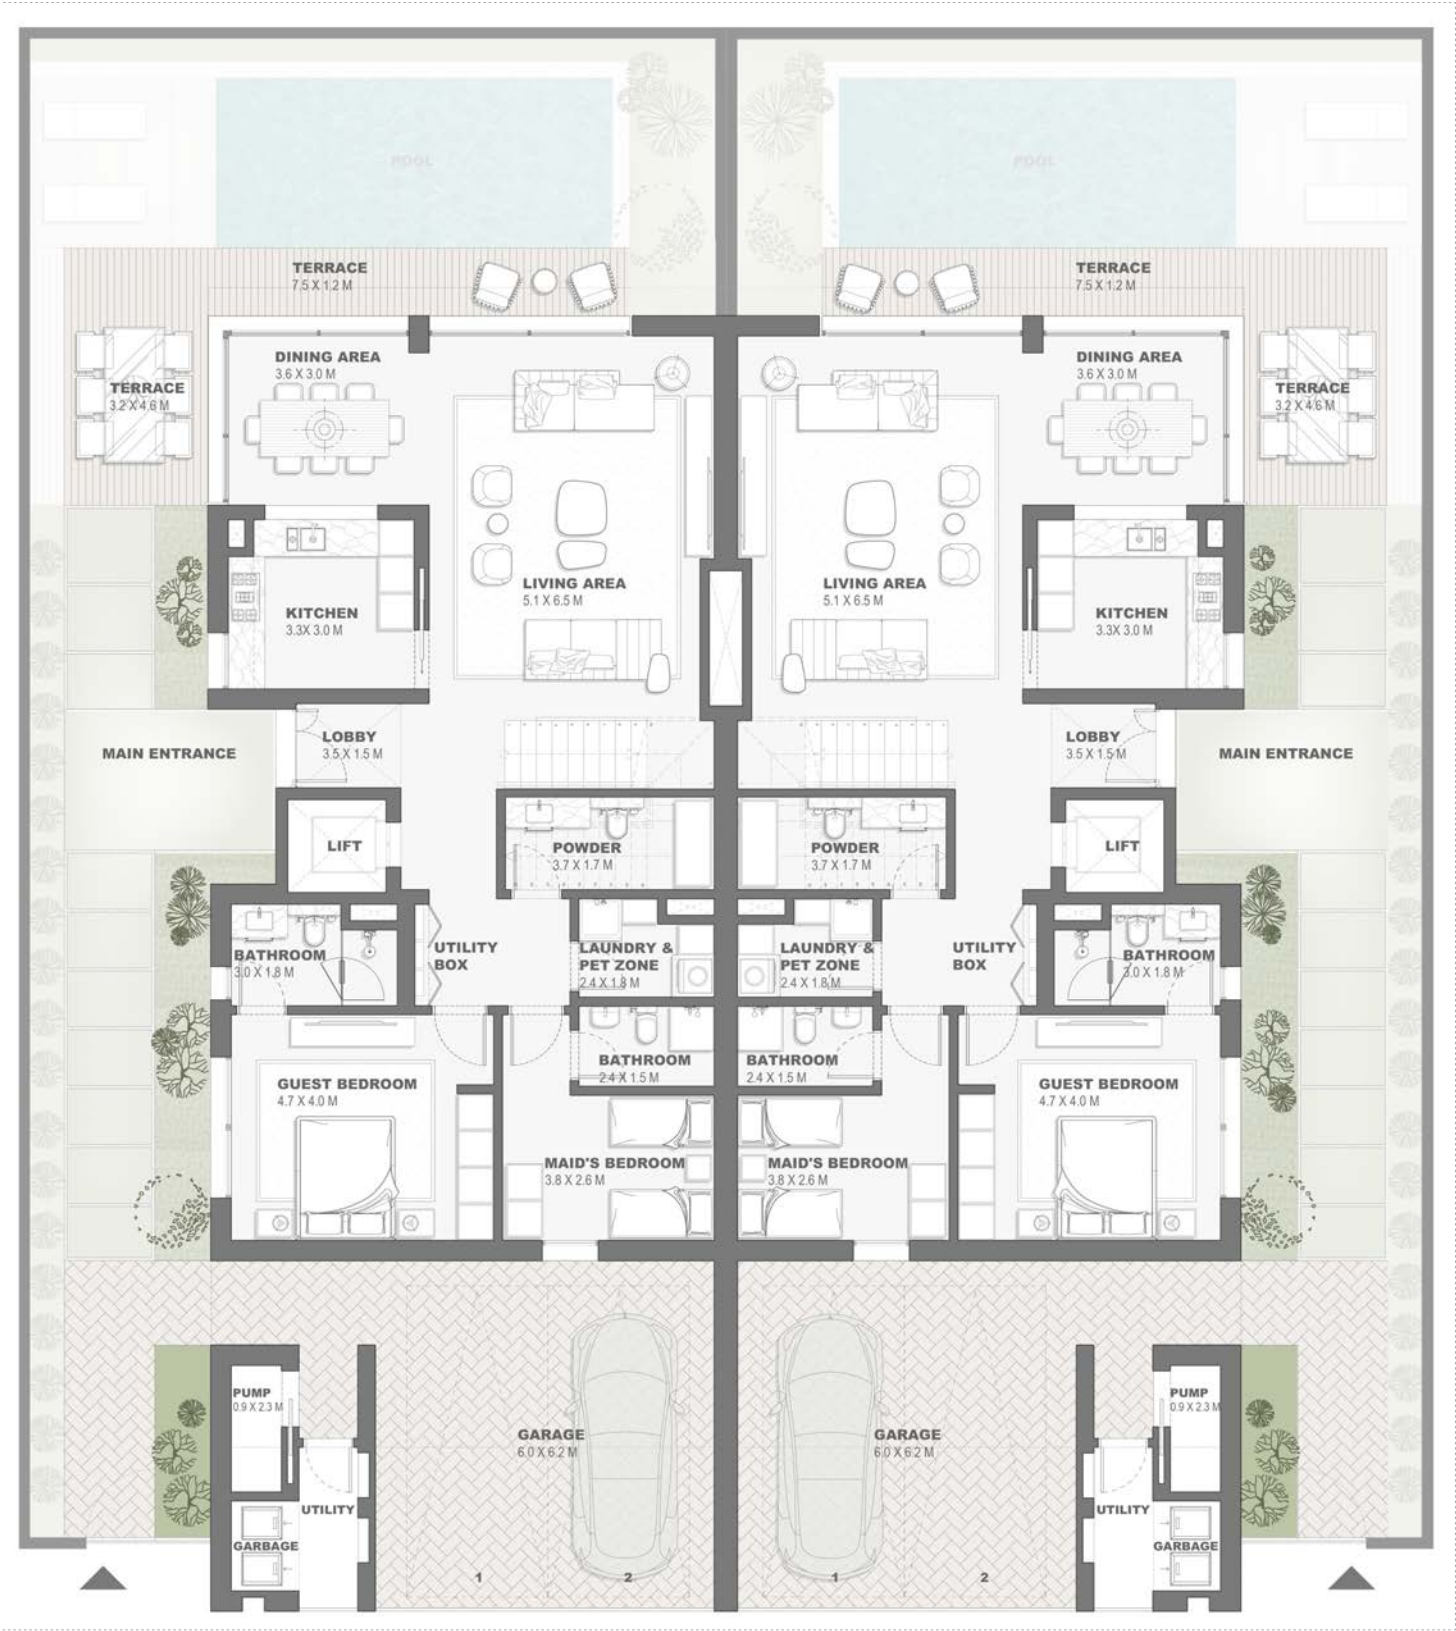 POOL
POOL
TERRACE
7.5 X 1.2 M
TERRACE
7.5 X 1.2 M
DINING AREA
3.6 X 3.0 M
DINING AREA
3.6 X 3.0 M
TERRACE
3.2 X 4.6 M
TERRACE
3.2 X 4.6 M
LIVING AREA
5.1 X 6.5 M
LIVING AREA
5.1 X 6.5 M
KITCHEN
3.3X 3.0 M
KITCHEN
3.3X 3.0 M
MAIN ENTRANCE
LOBBY
3.5 X 1.5 M
LOBBY
3.5 X 1.5 M
MAIN ENTRANCE
LIFT
POWDER
3.7 X 1.7 M
POWDER
3.7 X 1.7 M
LIFT
BATHROOM
3.0 X 1.8 M
UTILITY
BOX
LAUNDRY &
PET ZONE
2.4 X 1.8 M
LAUNDRY &
PET ZONE
2.4 X 1.8 M
UTILITY
BOX
BATHROOM
3.0 X 1.8 M
BATHROOM
2.4 X 1.5 M
BATHROOM
2.4 X 1.5 M
GUEST BEDROOM
4.7 X 4.0 M
GUEST BEDROOM
4.7 X 4.0 M
MAID'S BEDROOM
3.8 X 2.6 M
MAID'S BEDROOM
3.8 X 2.6 M
PUMP
0.9 X 2.3 M
PUMP
0.9 X 2.3 M
GARAGE
6.0 X 6.2 M
GARAGE
6.0 X 6.2 M
UTILITY
UTILITY
GARBAGE
GARBAGE
1
2
1
2